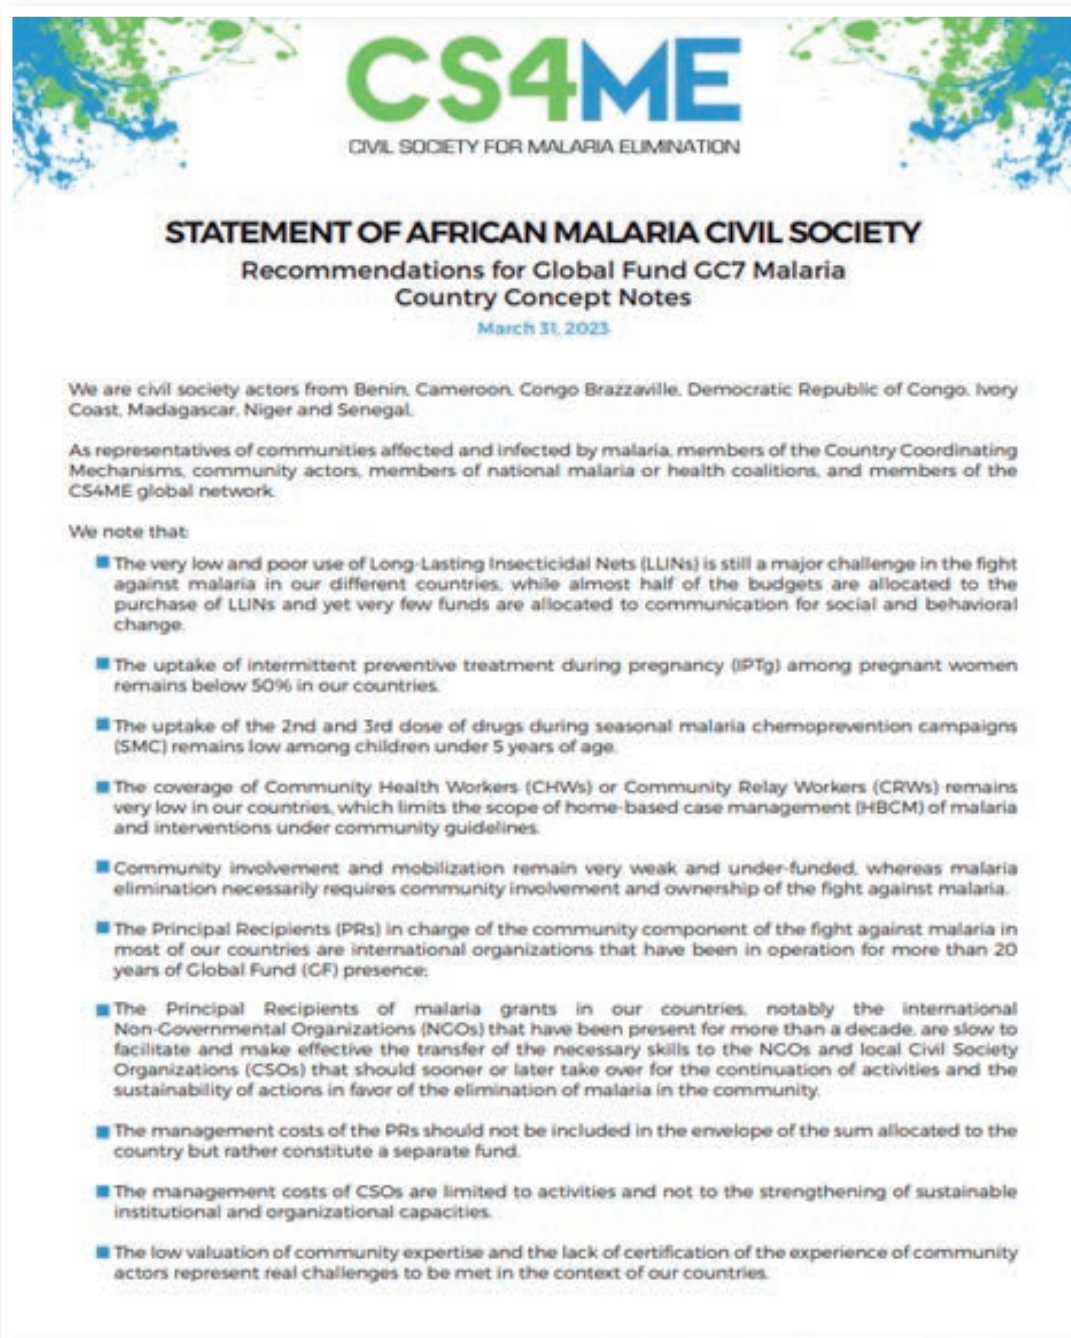 CS4ME
CIVIL SOCIETY FOR MALARIA ELIMINATION
STATEMENT OF AFRICAN MALARIA CIVIL SOCIETY
Recommendations for Global Fund GC7 Malaria
Country Concept Notes
March 31, 2023
We are civil society actors from Benin, Cameroon, Congo Brazzaville, Democratic Republic of Congo, Ivory
Coast, Madagascar, Niger and Senegal,
As representatives of communities affected and infected by malaria, members of the Country Coordinating
Mechanisms, community actors, members of national malaria or health coalitions, and members of the
CS4ME global network.
We note that:
■ The very low and poor use of Long-Lasting Insecticidal Nets (LLINs) is still a major challenge in the fight
against malaria in our different countries, while almost half of the budgets are allocated to the
purchase of LLINs and yet very few funds are allocated to communication for social and behavioral
change.
■ The uptake of intermittent preventive treatment during pregnancy (IPTg) among pregnant women
remains below 50% in our countries.
■ The uptake of the 2nd and 3rd dose of drugs during seasonal malaria chemoprevention campaigns
(SMC) remains low among children under 5 years of age.
■ The coverage of Community Health Workers (CHWs) or Community Relay Workers (CRWs) remains
very low in our countries, which limits the scope of home-based case management (HBCM) of malaria
and interventions under community guidelines.
■ Community involvement and mobilization remain very weak and under-funded, whereas malaria
elimination necessarily requires community involvement and ownership of the fight against malaria.
■ The Principal Recipients (PRs) in charge of the community component of the fight against malaria in
most of our countries are international organizations that have been in operation for more than 20
years of Global Fund (GF) presence;
■ The Principal Recipients of malaria grants in our countries, notably the international
Non-Governmental Organizations (NGOs) that have been present for more than a decade, are slow to
facilitate and make effective the transfer of the necessary skills to the NGOs and local Civil Society
Organizations (CSOs) that should sooner or later take over for the continuation of activities and the
sustainability of actions in favor of the elimination of malaria in the community.
■ The management costs of the PRs should not be included in the envelope of the sum allocated to the
country but rather constitute a separate fund.
■ The management costs of CSOs are limited to activities and not to the strengthening of sustainable
institutional and organizational capacities.
■ The low valuation of community expertise and the lack of certification of the experience of community
actors represent real challenges to be met in the context of our countries.